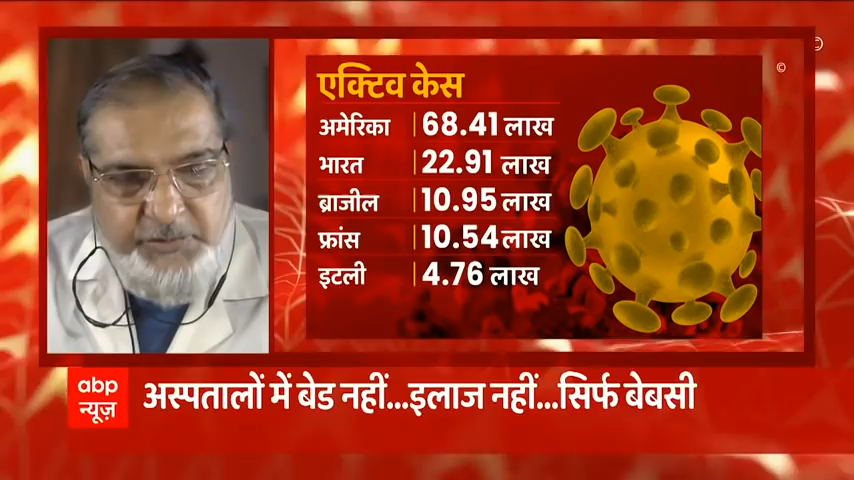 ©
©
एक्टिव केस
अमेरिका 68.41 लाख
भारत 22.91 लाख
ब्राजील 10.95 लाख
फ्रांस 10.54 लाख
इटली 4.76 लाख
abp
न्यूज़
अस्पतालों में बेड नहीं...इलाज नहीं...सिर्फ बेबसी